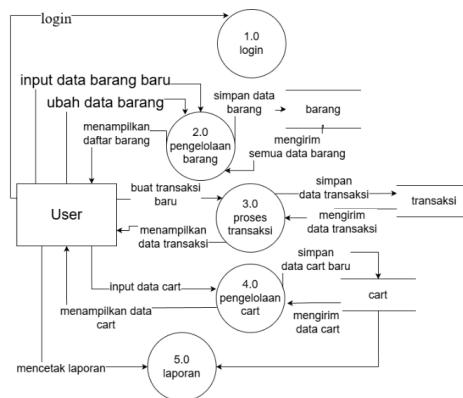 login
1.0
login
input data barang baru
ubah data barang
simpan data
barang
barang
menampilkan
daftar barang
2.0
pengelolaan
barang
mengirim
semua data barang
User
buat transaksi
baru
3.0
proses
transaksi
simpan
data transaksi
transaksi
menampilkan
data transaksi
mengirim
data transaksi
input data cart
4.0
pengelolaan
cart
simpan
data cart baru
cart
menampilkan data
cart
mengirim
data cart
mencetak laporan
5.0
laporan